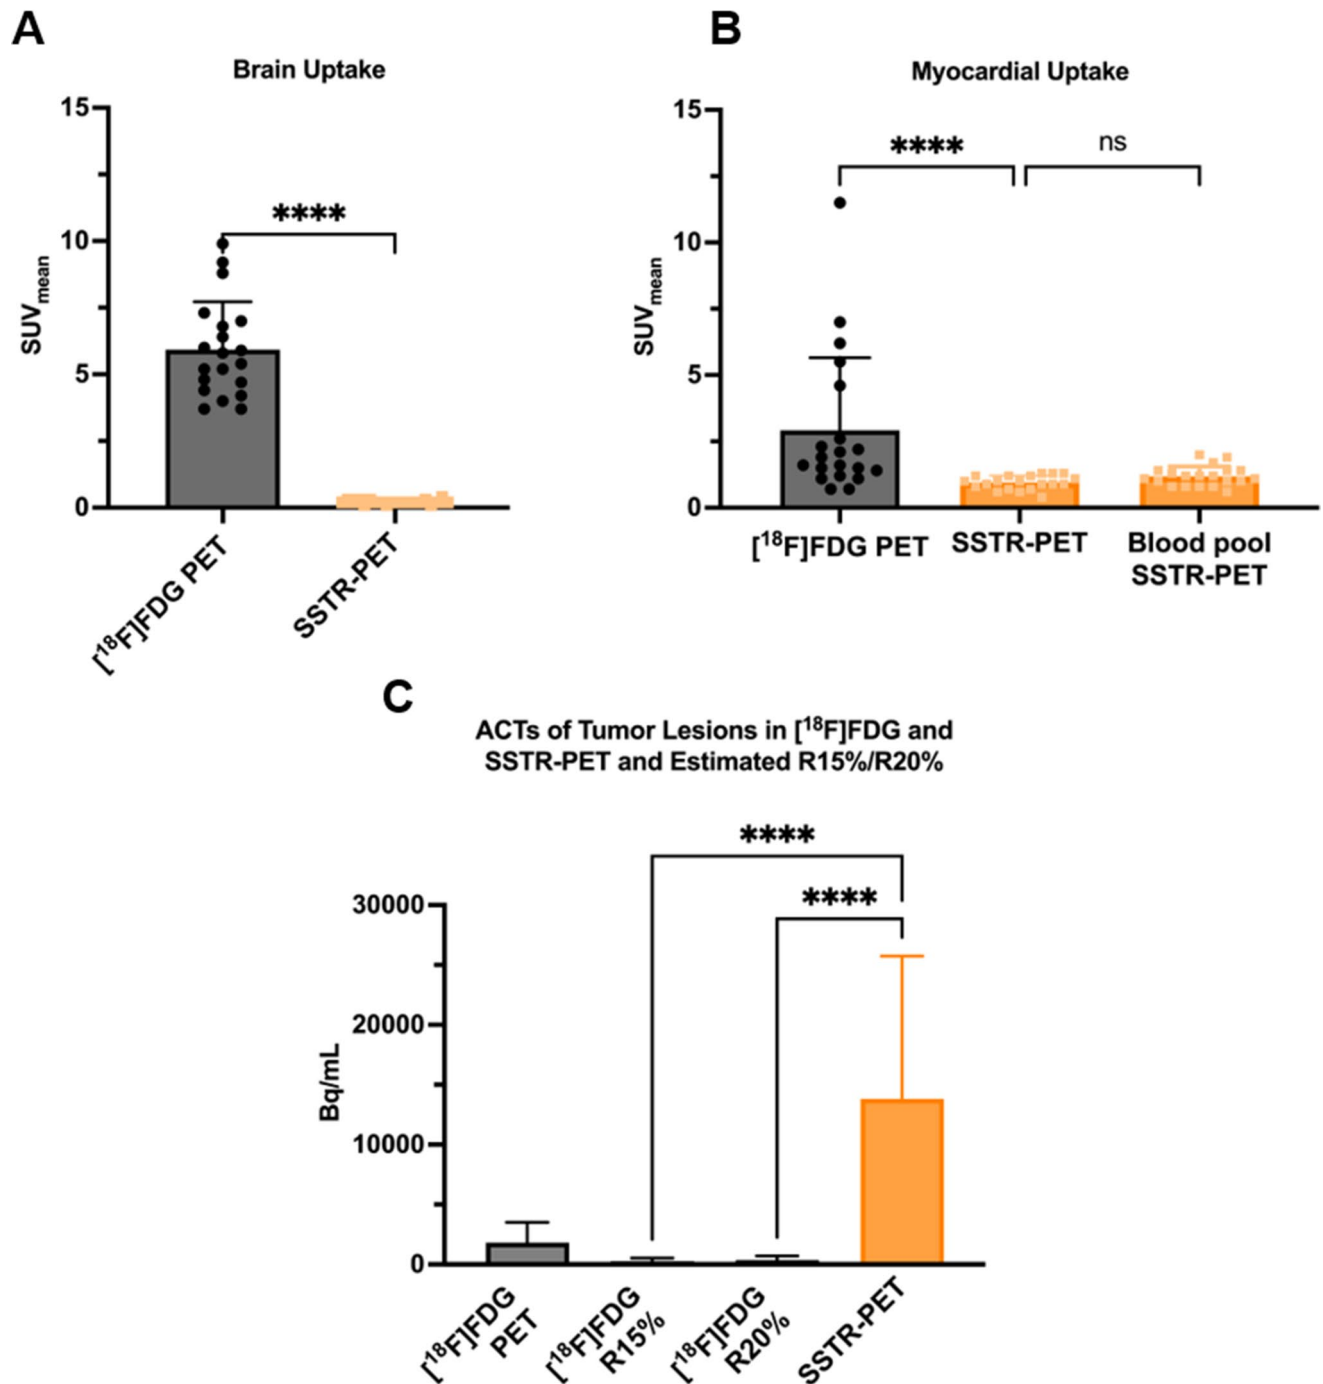 A
Brain Uptake
15
10
5
0
SUVmean
****
[18F]FDG PET
SSTR-PET
B
Myocardial Uptake
15
10
5
0
SUVmean
****
ns
[18F]FDG PET
SSTR-PET
Blood pool
SSTR-PET
C
ACTs of Tumor Lesions in [18F]FDG and
SSTR-PET and Estimated R15%/R20%
****
****
30000
20000
10000
0
Bq/mL
[18F]FDG
PET
[18F]FDG
R15%
[18F]FDG
R20%
SSTR-PET